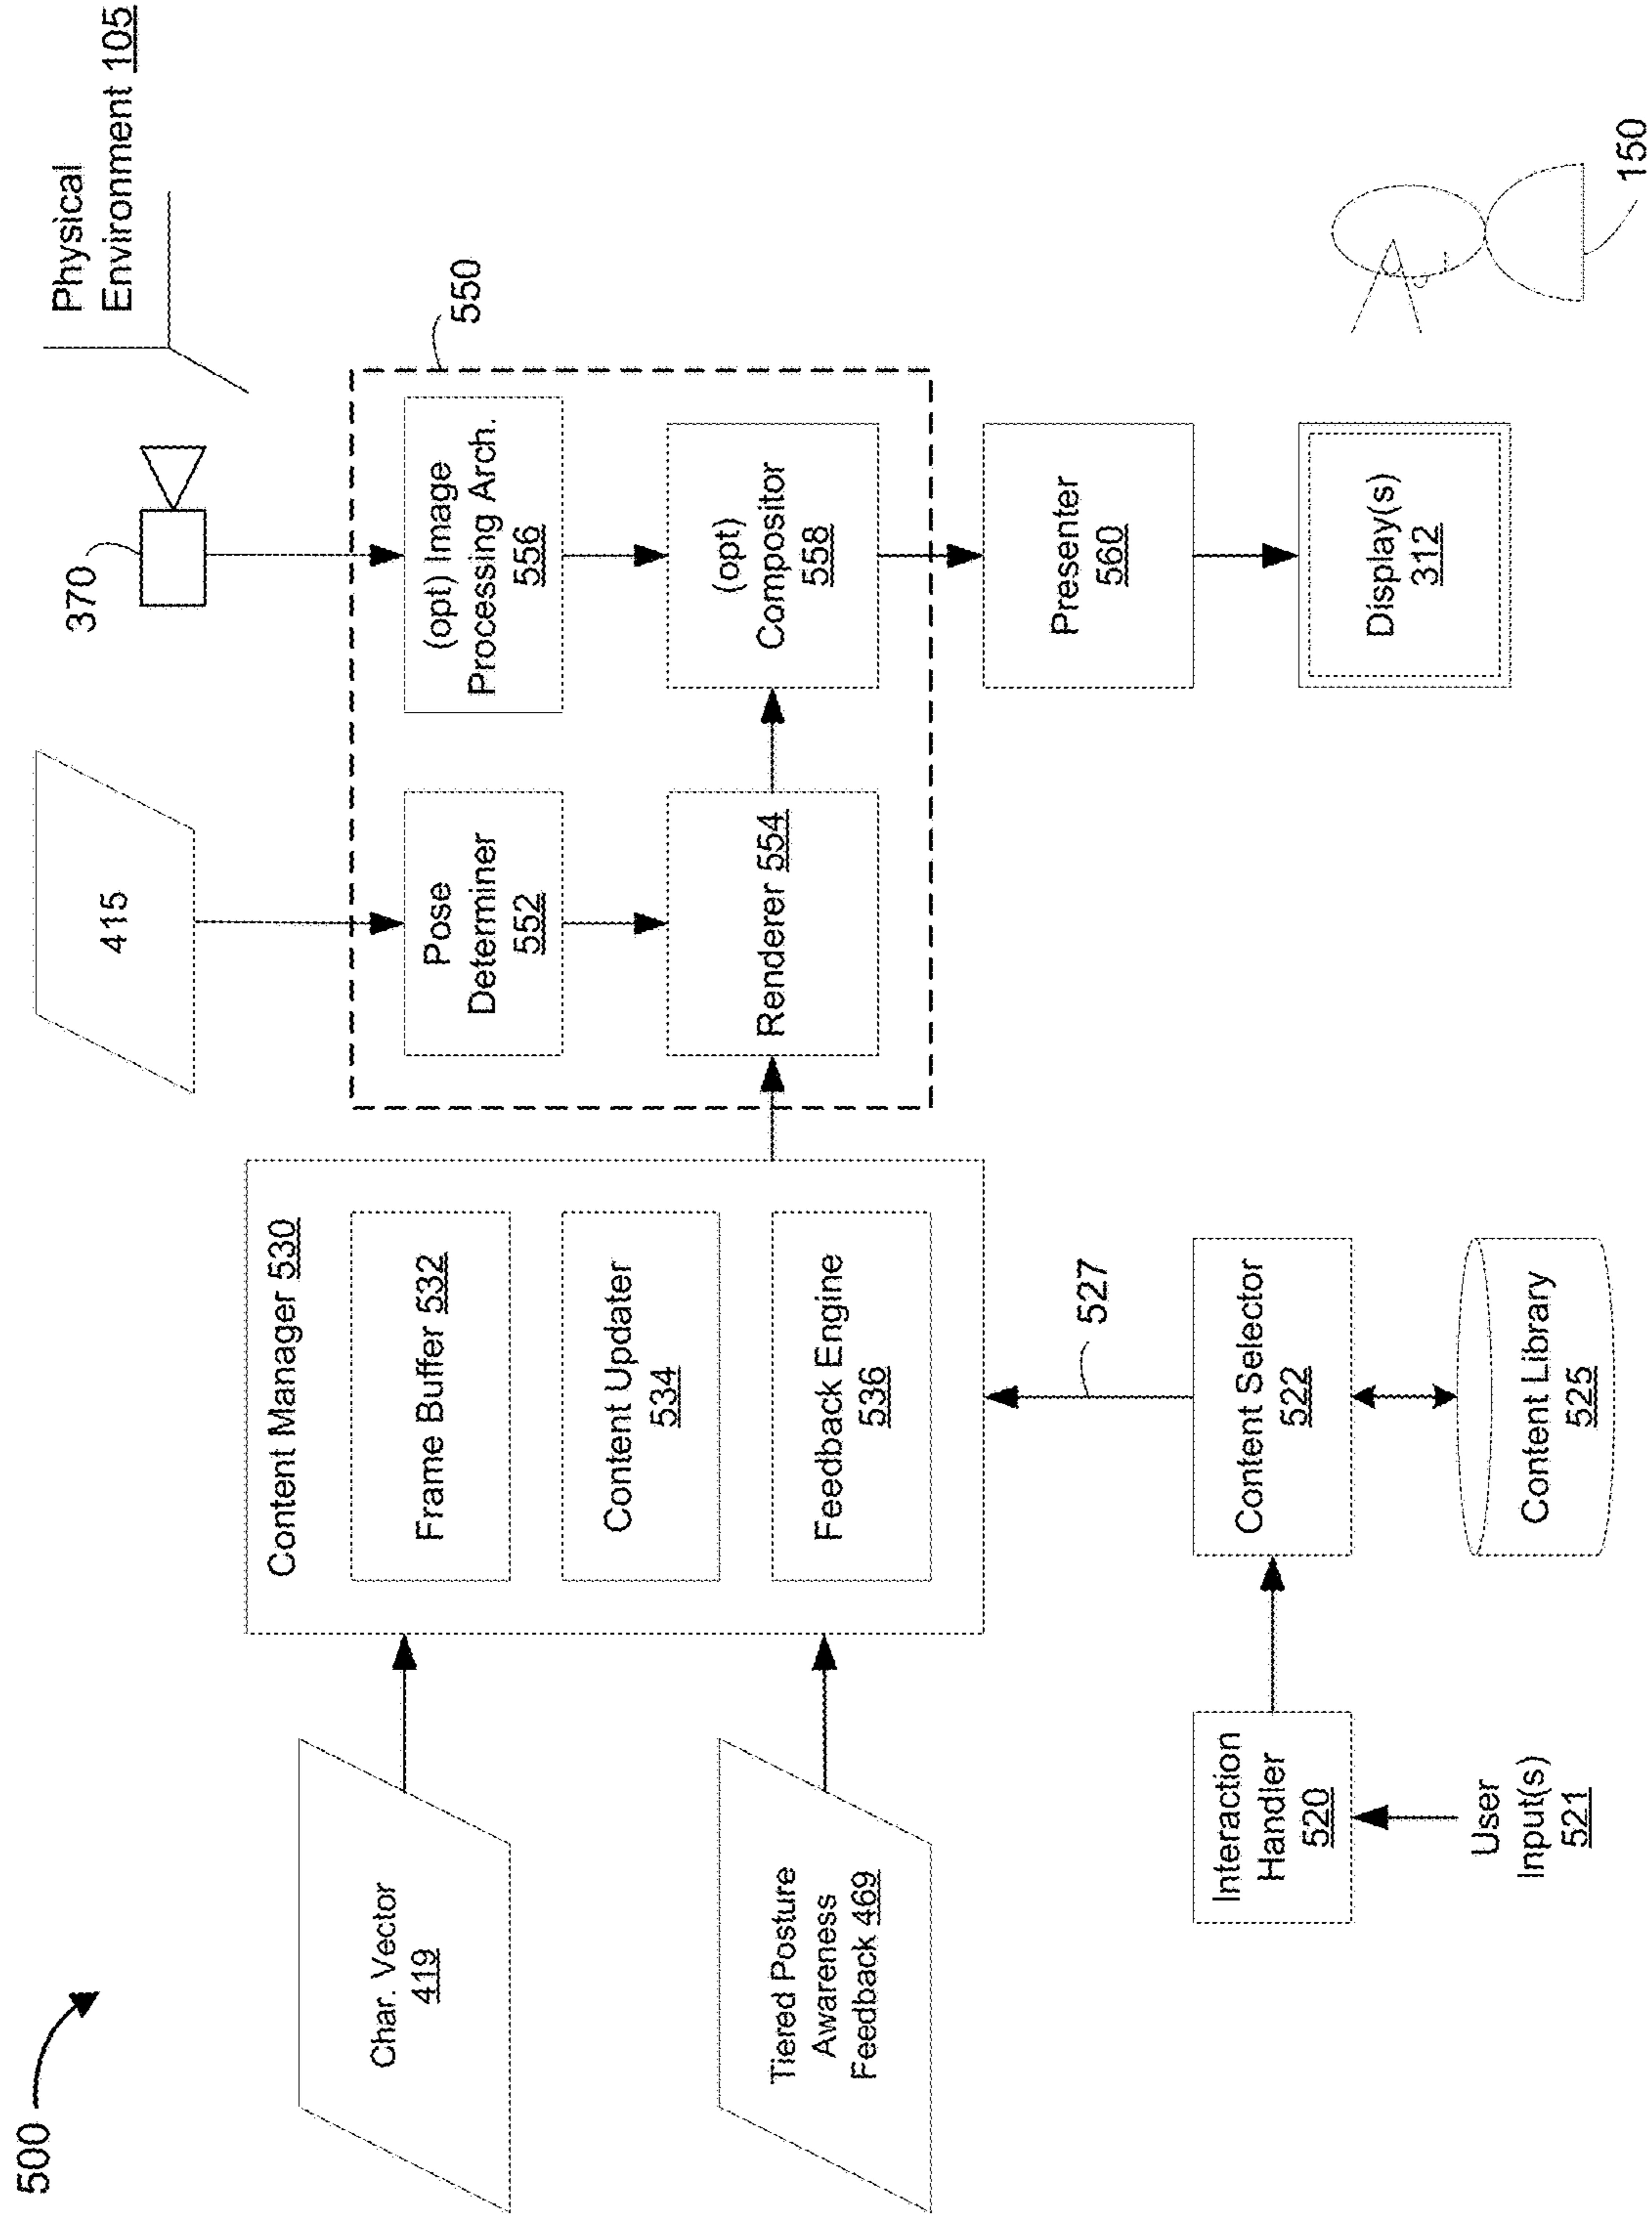 500
Char. Vector
419
Tiered Posture
Awareness
Feedback 469
Content Manager 530
Frame Buffer 532
Content Updater
534
Feedback Engine
536
527
Interaction
Handler
520
User
Input(s)
521
Content Selector
522
Content Library
525
415
370
Physical
Environment 105
550
Pose
Determiner
552
(opt) Image
Processing Arch.
556
Renderer 554
(opt)
Compositor
558
Presenter
560
Display(s)
312
150